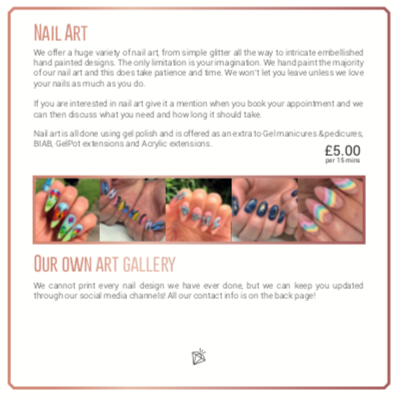 NAIL ART
We offer a huge variety of nail art, from simple glitter all the way to intricate embellished
hand painted designs. The only limitation is your imagination. We hand paint the majority
of our nail art and this does take patience and time. We won't let you leave unless we love
your nails as much as you do.
If you are interested in nail art give it a mention when you book your appointment and we
can then discuss what you need and how long it should take.
Nail art is all done using gel polish and is offered as an extra to Gel manicures & pedicures,
BIAB, GelPot extensions and Acrylic extensions.
£5.00
per 15 mins
OUR OWN ART GALLERY
We cannot print every nail design we have ever done, but we can keep you updated
through our social media channels! All our contact info is on the back page!